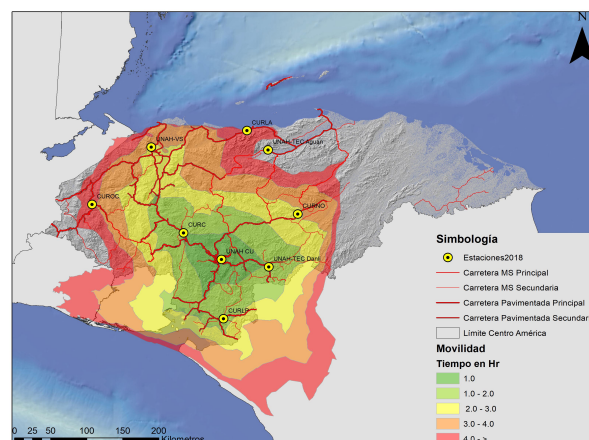 N
CURLA
UNAH-VS
UNAH-TEC Aguan
CUROC
CURNO
CURC
UNAH CU
UNAH-TEC Danli
CURLP
Simbología
Estaciones2018
Carretera MS Principal
Carretera MS Secundaria
Carretera Pavimentada Principal
Carretera Pavimentada Secundar
Límite Centro América
Movilidad
Tiempo en Hr
1.0
1.0 - 2.0
2.0 - 3.0
3.0 - 4.0
4.0 - >
0 25 50 100 150 200
Kilometros